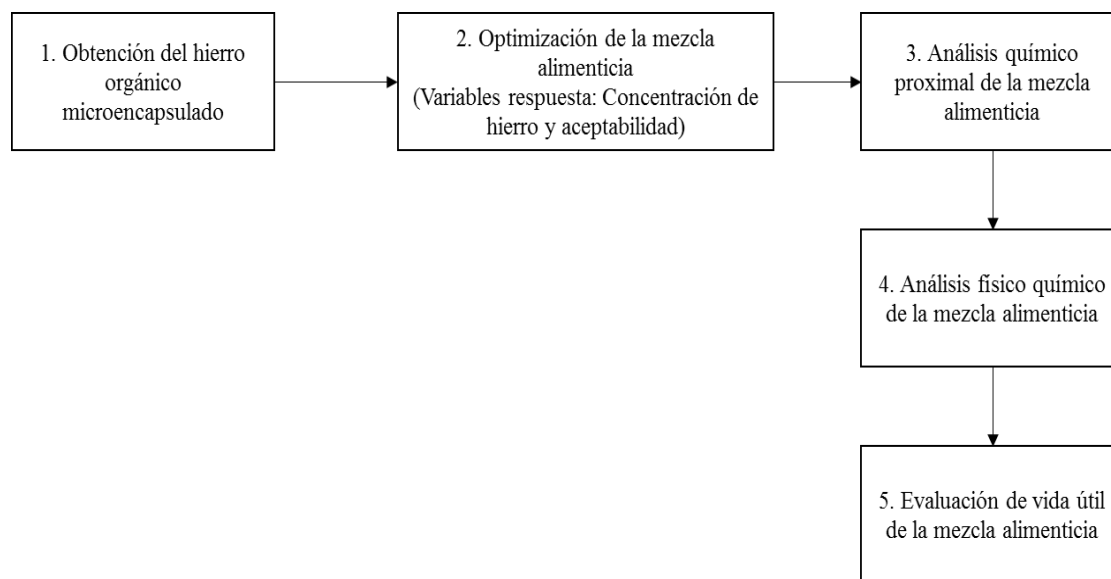 1. Obtención del hierro
orgánico
microencapsulado
2. Optimización de la mezcla
alimenticia
(Variables respuesta: Concentración de
hierro y aceptabilidad)
3. Análisis químico
proximal de la mezcla
alimenticia
4. Análisis físico químico
de la mezcla alimenticia
5. Evaluación de vida útil
de la mezcla alimenticia